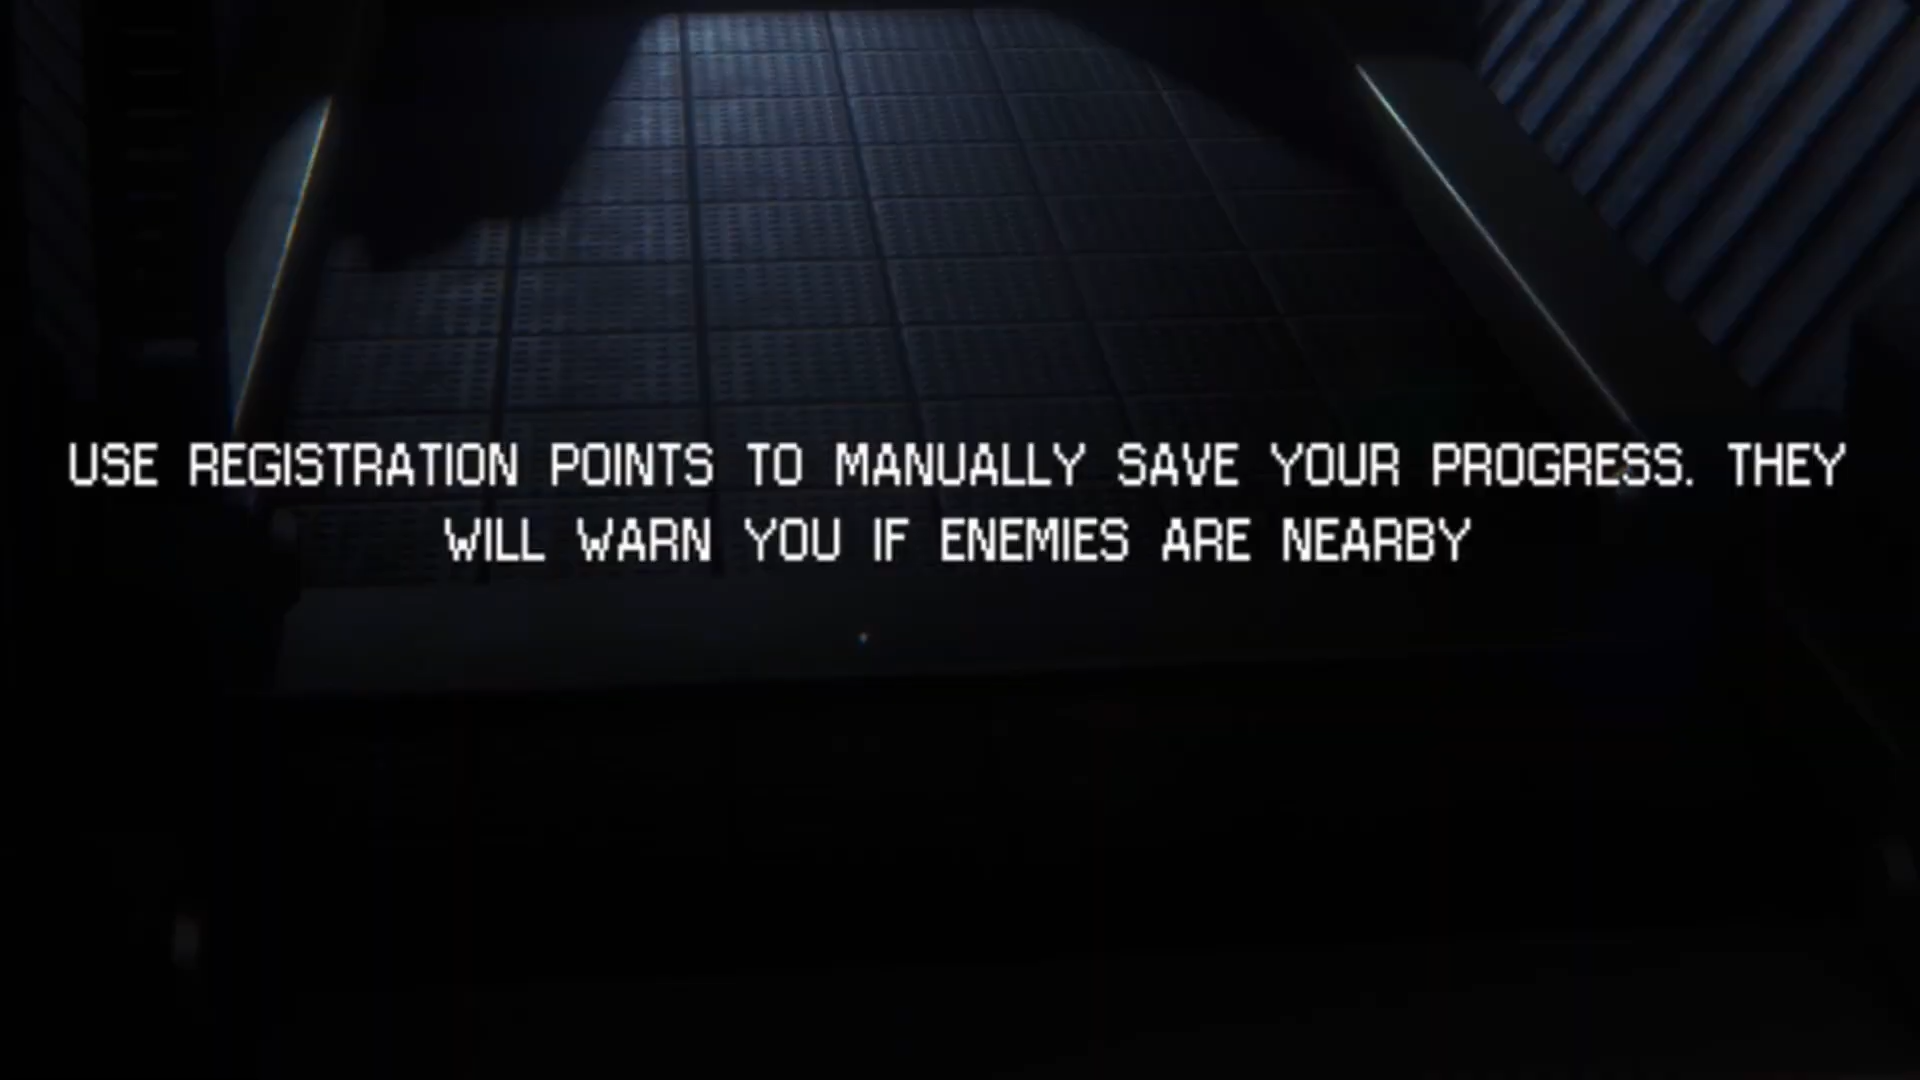 USE REGISTRATION POINTS TO MANUALLY SAVE YOUR PROGRESS. THEY
WILL WARN YOU IF ENEMIES ARE NEARBY